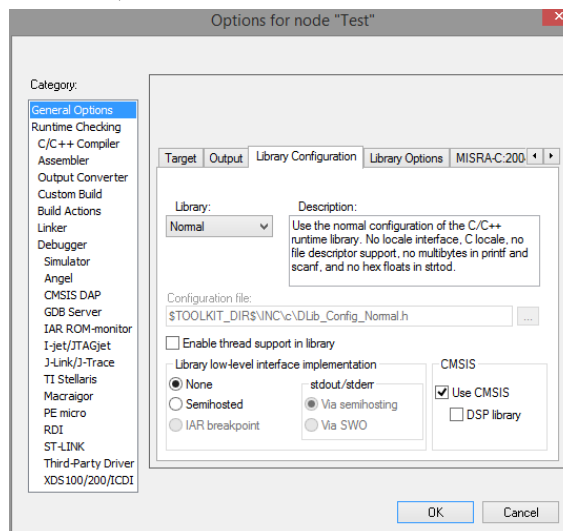 Options for node "Test"
Category:
General Options
Runtime Checking
C/C++ Compiler
Assembler
Output Converter
Custom Build
Build Actions
Linker
Debugger
Simulator
Angel
CMSIS DAP
GDB Server
IAR ROM-monitor
I-jet/JTAGjet
J-Link/J-Trace
TI Stellaris
Macraigor
PE micro
RDI
ST-LINK
Third-Party Driver
XDS100/200/ICDI
Target Output Library Configuration Library Options MISRA-C:200
Library:
Normal
Description:
Use the normal configuration of the C/C++
runtime library. No locale interface, C locale, no
file descriptor support, no multibytes in printf and
scanf, and no hex floats in strtod.
Configuration file:
$TOOLKIT_DIR$\INC\c\DLib_Config_Normal.h
...
Enable thread support in library
Library low-level interface implementation
None
Semihosted
IAR breakpoint
stdout/stderr
Via semihosting
Via SWO
CMSIS
Use CMSIS
DSP library
OK Cancel